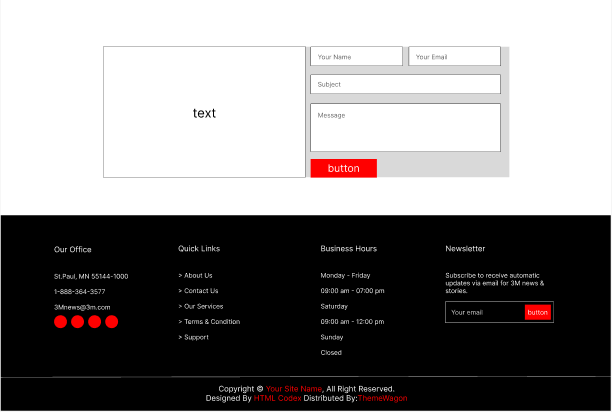 text
Your Name
Your Email
Subject
Message
button
Our Office
St.Paul, MN 55144-1000
1-888-364-3577
3Mnews@3m.com
Quick Links
> About Us
> Contact Us
> Our Services
> Terms & Condition
> Support
Business Hours
Monday - Friday
09:00 am - 07:00 pm
Saturday
09:00 am - 12:00 pm
Sunday
Closed
Newsletter
Subscribe to receive automatic
updates via email for 3M news &
stories.
Your email
button
Copyright © Your Site Name, All Right Reserved.
Designed By HTML Codex Distributed By:ThemeWagon